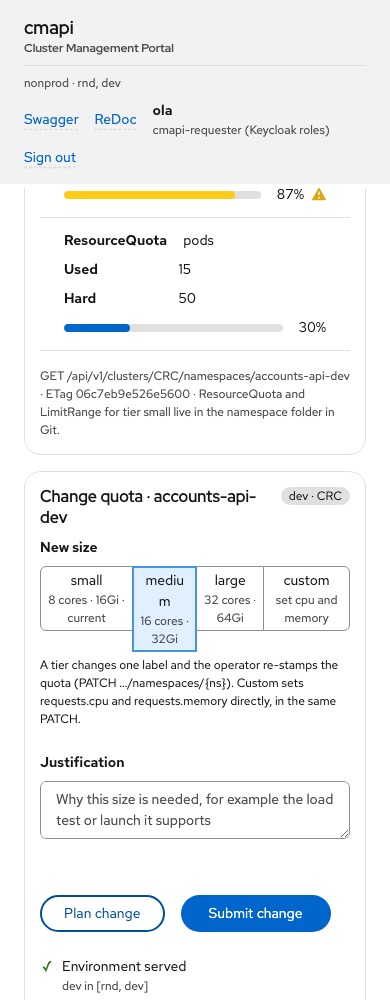 cmapi
Cluster Management Portal
nonprod · rnd, dev
Swagger ReDoc ola
cmapi-requester (Keycloak roles)
Sign out
87%
ResourceQuota pods
Used 15
Hard 50
30%
GET /api/v1/clusters/CRC/namespaces/accounts-api-dev
· ETag 06c7eb9e526e5600 · ResourceQuota and
LimitRange for tier small live in the namespace folder in
Git.
Change quota · accounts-api-
dev
dev · CRC
New size
small
8 cores · 16Gi ·
current
mediu
m
16 cores ·
32Gi
large
32 cores ·
64Gi
custom
set cpu and
memory
A tier changes one label and the operator re-stamps the
quota (PATCH …/namespaces/{ns}). Custom sets
requests.cpu and requests.memory directly, in the same
PATCH.
Justification
Why this size is needed, for example the load
test or launch it supports
Plan change Submit change
✓ Environment served
dev in [rnd, dev]